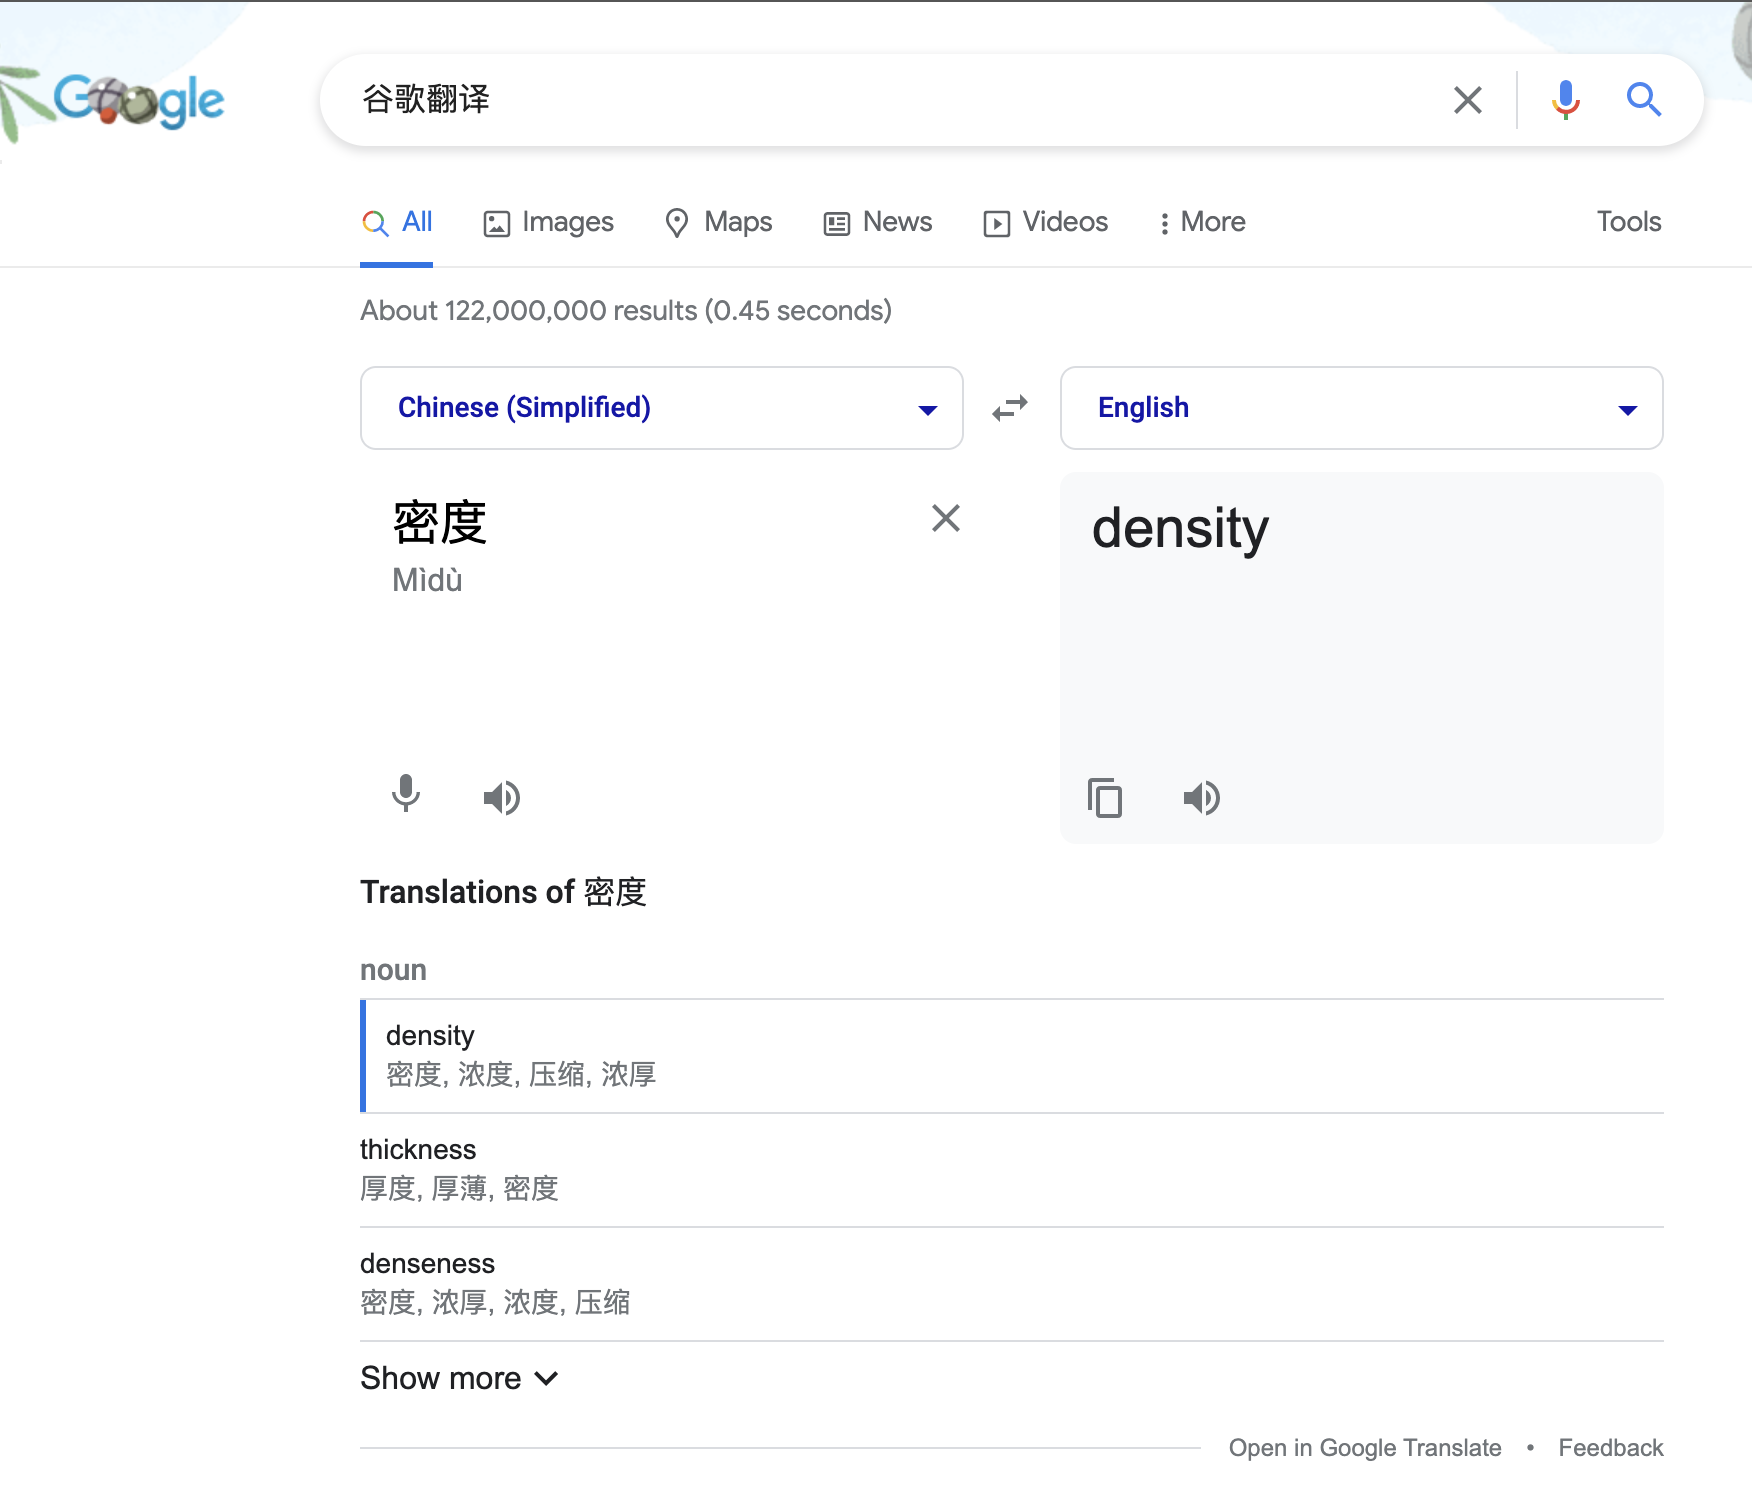 Google
谷歌翻译
All Images Maps News Videos More Tools
About 122,000,000 results (0.45 seconds)
Chinese (Simplified) English
密度 density
Mìdù
Translations of 密度
noun
density
密度, 浓度, 压缩, 浓厚
thickness
厚度, 厚薄, 密度
denseness
密度, 浓厚, 浓度, 压缩
Show more
Open in Google Translate • Feedback